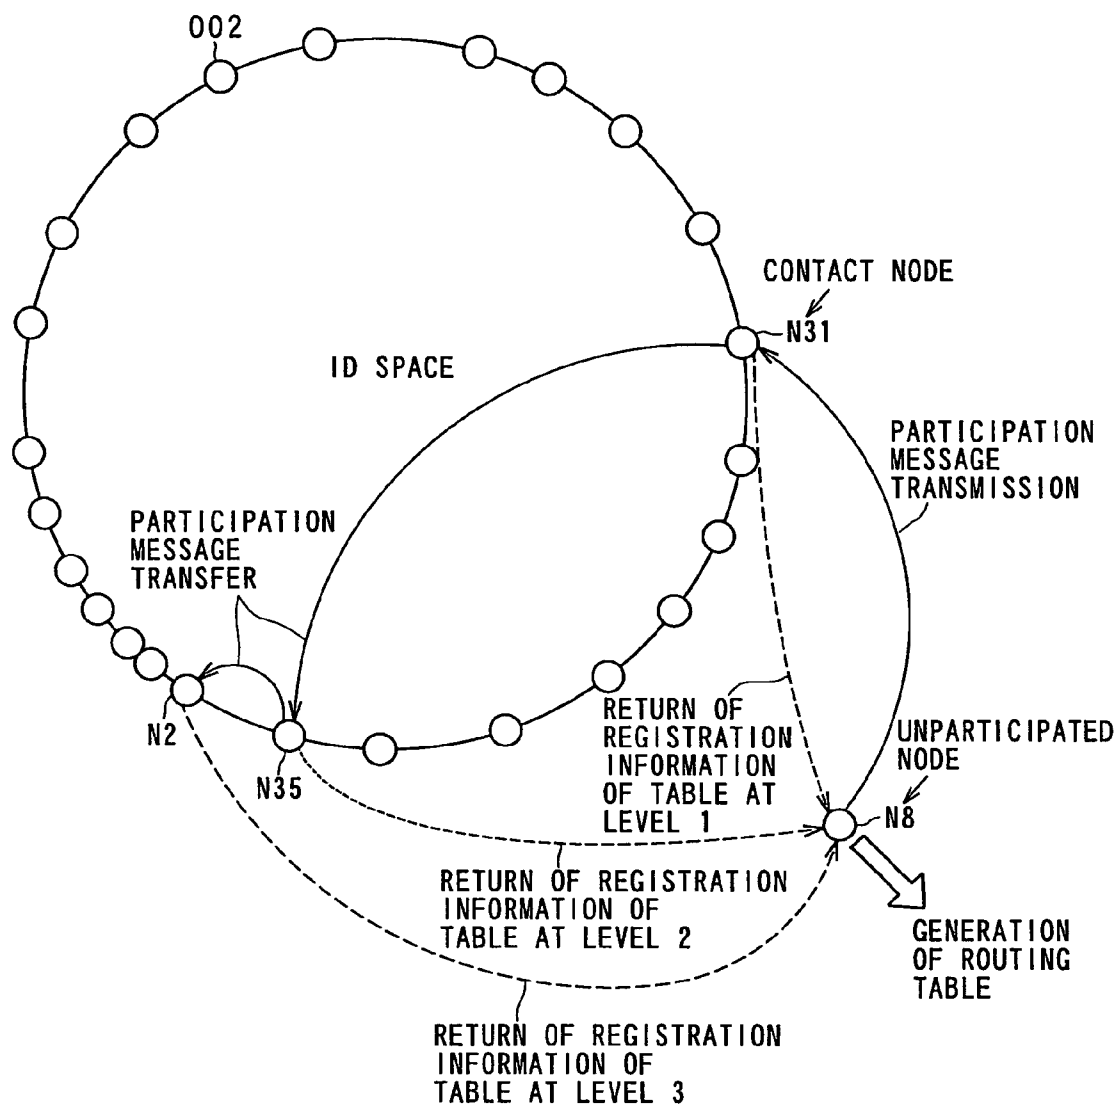 002
CONTACT NODE
N31
ID SPACE
PARTICIPATION
MESSAGE
TRANSMISSION
PARTICIPATION
MESSAGE
TRANSFER
N2
N35
RETURN OF
REGISTRATION
INFORMATION
OF TABLE AT
LEVEL 1
UNPARTICIPATED
NODE
N8
RETURN OF REGISTRATION
INFORMATION OF
TABLE AT LEVEL 2
GENERATION
OF ROUTING
TABLE
RETURN OF REGISTRATION
INFORMATION OF
TABLE AT LEVEL 3